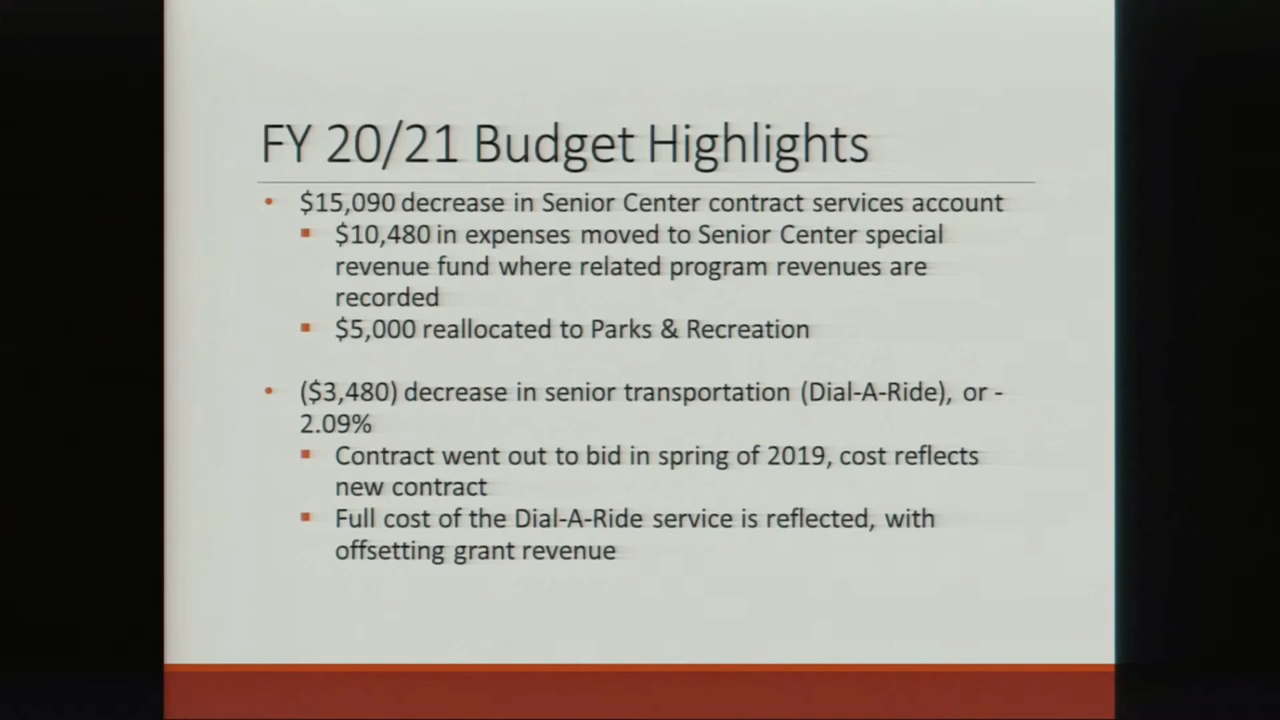 FY 20/21 Budget Highlights
• $15,090 decrease in Senior Center contract services account
▪ $10,480 in expenses moved to Senior Center special
revenue fund where related program revenues are
recorded
▪ $5,000 reallocated to Parks & Recreation
• ($3,480) decrease in senior transportation (Dial-A-Ride), or -
2.09%
▪ Contract went out to bid in spring of 2019, cost reflects
new contract
▪ Full cost of the Dial-A-Ride service is reflected, with
offsetting grant revenue